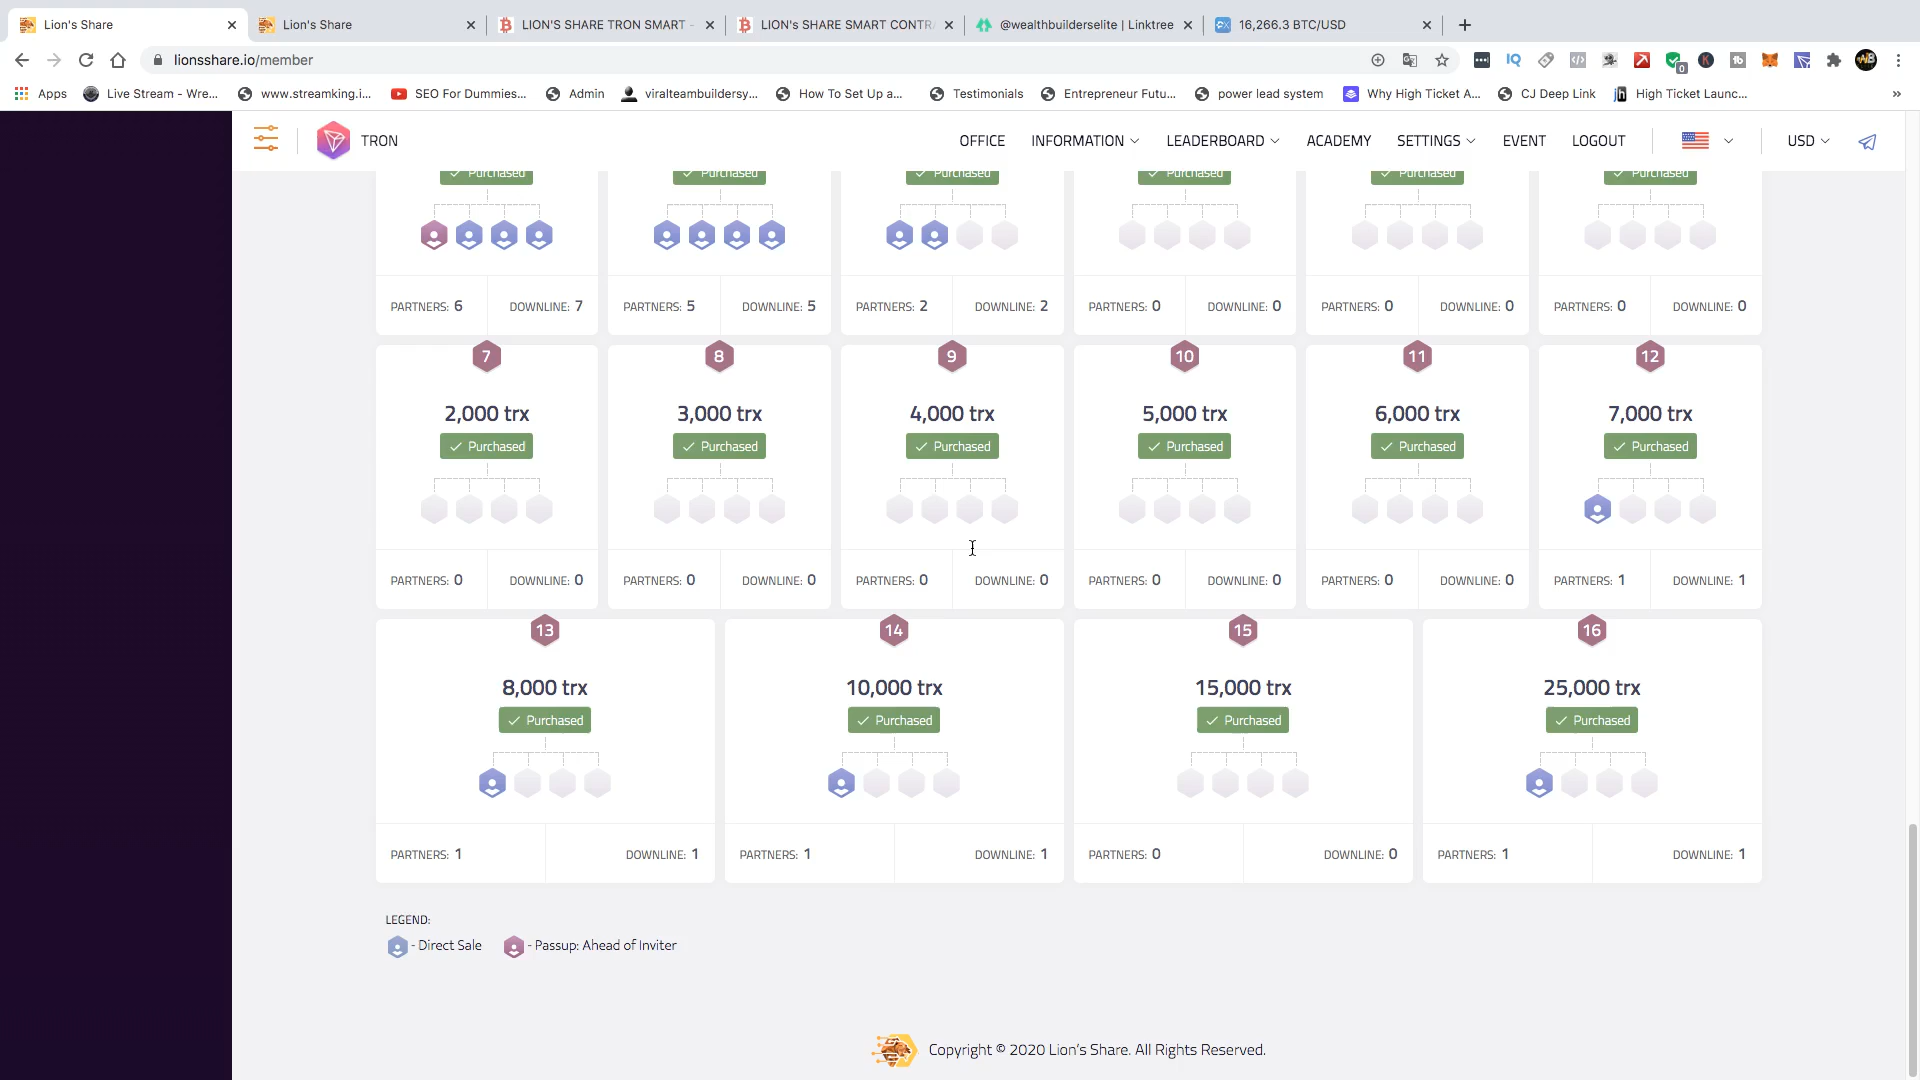 Lion's Share
Lion's Share
LION'S SHARE TRON SMART -
LION's SHARE SMART CONTR
@wealthbuilderselite | Linktree
16,266.3 BTC/USD
lionsshare.io/member
Apps
Live Stream - Wre...
www.streamking.i...
SEO For Dummies...
Admin
viralteambuildersy...
How To Set Up a...
Testimonials
Entrepreneur Futu...
power lead system
Why High Ticket A...
CJ Deep Link
High Ticket Launc...
TRON
OFFICE
INFORMATION
LEADERBOARD
ACADEMY
SETTINGS
EVENT
LOGOUT
USD
Purchased
Purchased
Purchased
Purchased
Purchased
Purchased
PARTNERS: 6 DOWNLINE: 7
PARTNERS: 5 DOWNLINE: 5
PARTNERS: 2 DOWNLINE: 2
PARTNERS: 0 DOWNLINE: 0
PARTNERS: 0 DOWNLINE: 0
PARTNERS: 0 DOWNLINE: 0
7
2,000 trx
Purchased
PARTNERS: 0 DOWNLINE: 0
8
3,000 trx
Purchased
PARTNERS: 0 DOWNLINE: 0
9
4,000 trx
Purchased
PARTNERS: 0 DOWNLINE: 0
10
5,000 trx
Purchased
PARTNERS: 0 DOWNLINE: 0
11
6,000 trx
Purchased
PARTNERS: 0 DOWNLINE: 0
12
7,000 trx
Purchased
PARTNERS: 1 DOWNLINE: 1
13
8,000 trx
Purchased
PARTNERS: 1 DOWNLINE: 1
14
10,000 trx
Purchased
PARTNERS: 1 DOWNLINE: 1
15
15,000 trx
Purchased
PARTNERS: 0 DOWNLINE: 0
16
25,000 trx
Purchased
PARTNERS: 1 DOWNLINE: 1
LEGEND:
- Direct Sale - Passup: Ahead of Inviter
Copyright © 2020 Lion's Share. All Rights Reserved.